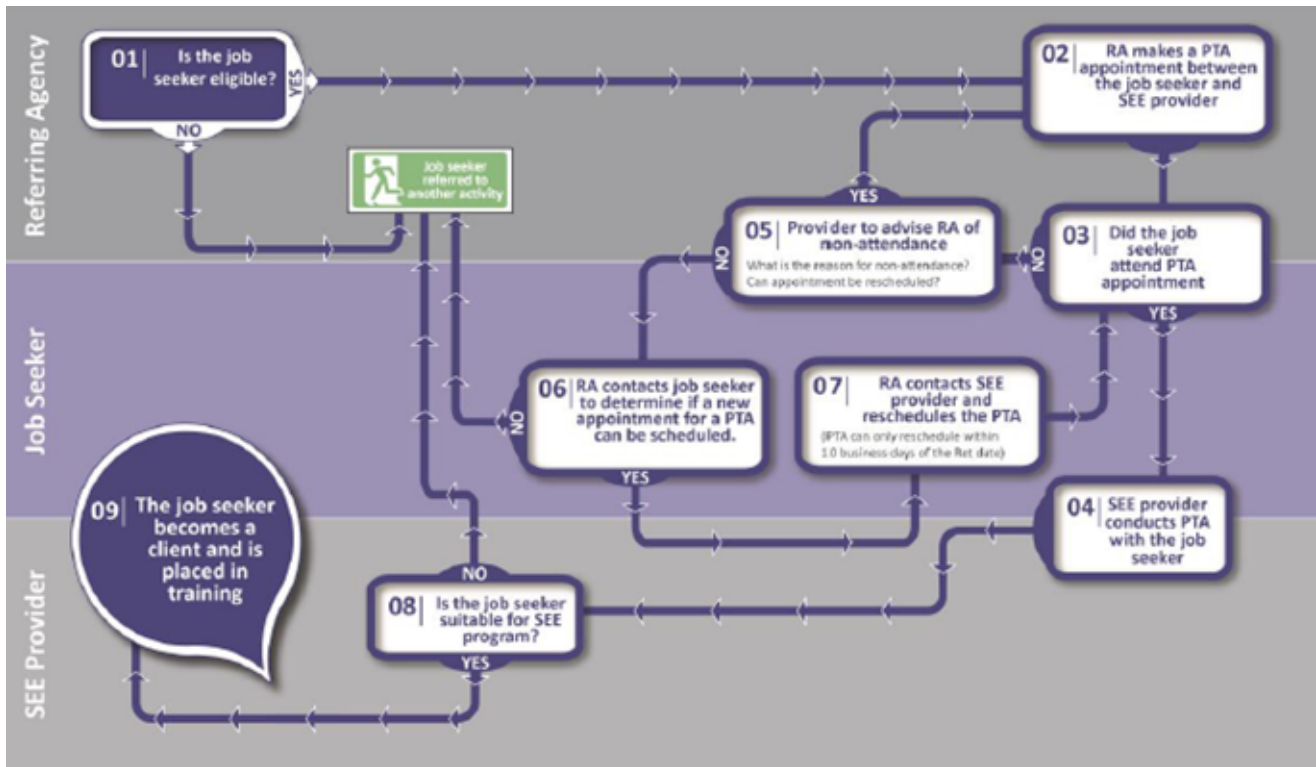 Referring Agency
Job Seeker
SEE Provider
01
Is the job
seeker eligible?
YES
NO
02
RA makes a PTA
appointment between
the job seeker and
SEE provider
Job seeker
referred to
another activity
YES
05
Provider to advise RA of
non-attendance
What is the reason for non-attendance?
Can appointment be rescheduled?
NO
03
Did the job
seeker
attend PTA
appointment
NO
YES
06
RA contacts job seeker
to determine if a new
appointment for a PTA
can be scheduled.
NO
YES
07
RA contacts SEE
provider and
reschedules the PTA
(PTA can only reschedule within
10 business days of the Ret date)
04
SEE provider
conducts PTA
with the job
seeker
09
The job seeker
becomes a
client and is
placed in
training
NO
08
Is the job seeker
suitable for SEE
program?
YES